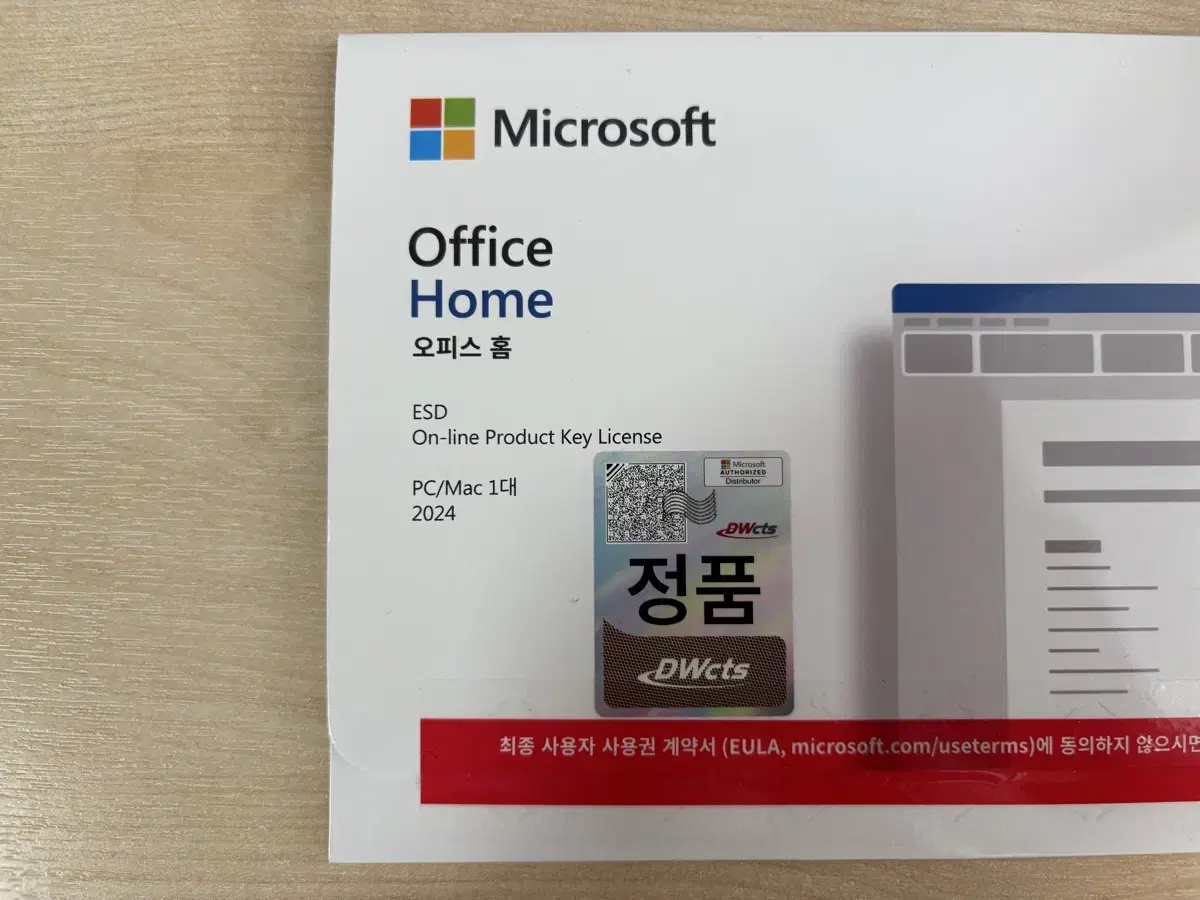 Microsoft
Office
Home
오피스 홈
ESD
On-line Product Key License
PC/Mac 1대
2024
Microsoft
AUTHORIZED
Distributor
DWcts
정품
DWcts
최종 사용자 사용권 계약서 (EULA, microsoft.com/useterms)에 동의하지 않으시면